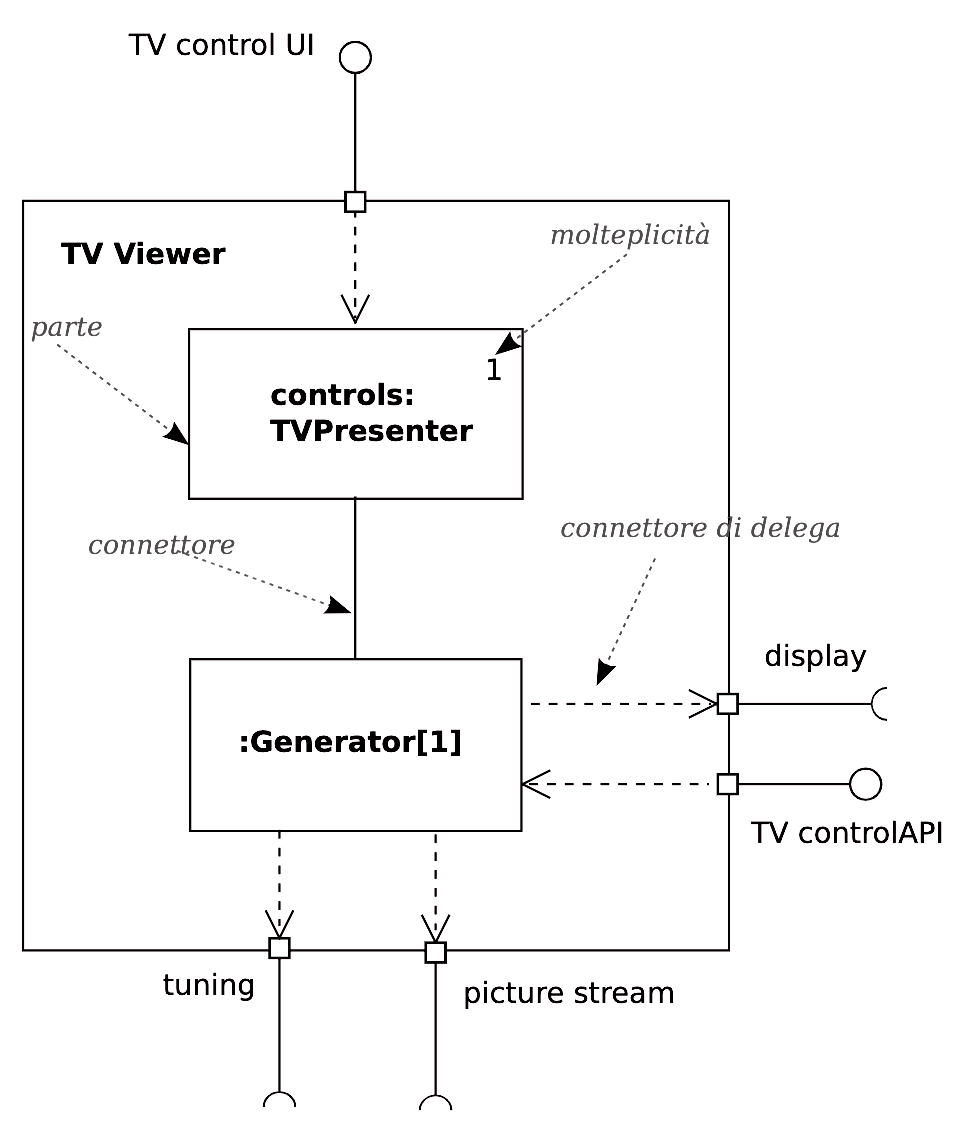 TV control UI
molteplicità
TV Viewer
parte
1
controls:
TVPresenter
connettore di delega
connettore
display
:Generator[1]
TV controlAPI
tuning
picture stream